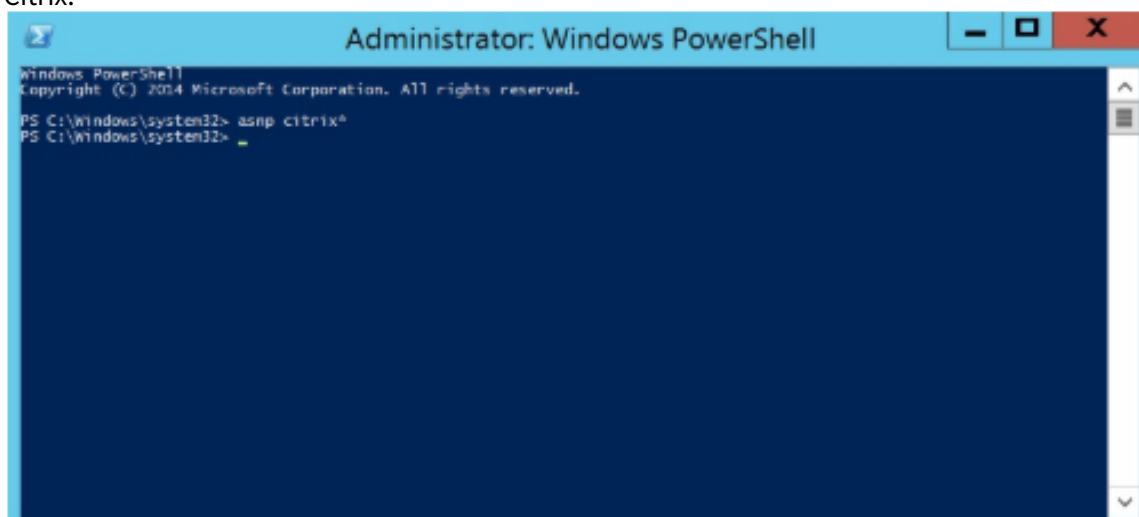 Citrix.
Administrator: Windows PowerShell
Windows PowerShell
Copyright (C) 2014 Microsoft Corporation. All rights reserved.
PS C:\Windows\system32> asnp citrix*
PS C:\Windows\system32> _